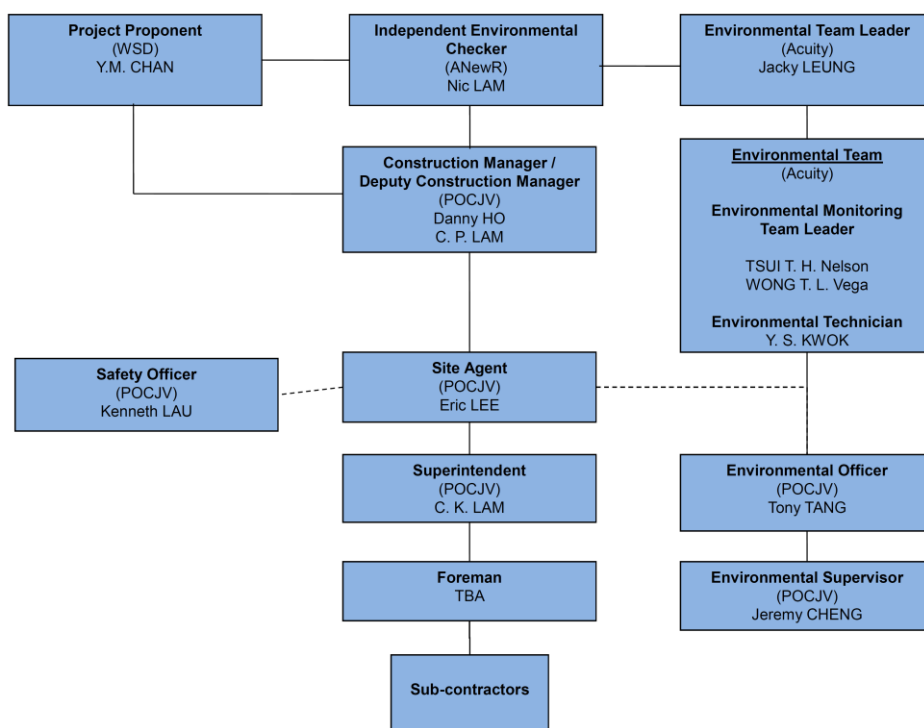 Project Proponent
(WSD)
Y.M. CHAN
Independent Environmental
Checker
(ANewR)
Nic LAM
Environmental Team Leader
(Acuity)
Jacky LEUNG
Construction Manager /
Deputy Construction Manager
(POCJV)
Danny HO
C. P. LAM
Environmental Team
(Acuity)
Environmental Monitoring
Team Leader
TSUI T. H. Nelson
WONG T. L. Vega
Environmental Technician
Y. S. KWOK
Safety Officer
(POCJV)
Kenneth LAU
Site Agent
(POCJV)
Eric LEE
Superintendent
(POCJV)
C. K. LAM
Environmental Officer
(POCJV)
Tony TANG
Foreman
TBA
Environmental Supervisor
(POCJV)
Jeremy CHENG
Sub-contractors